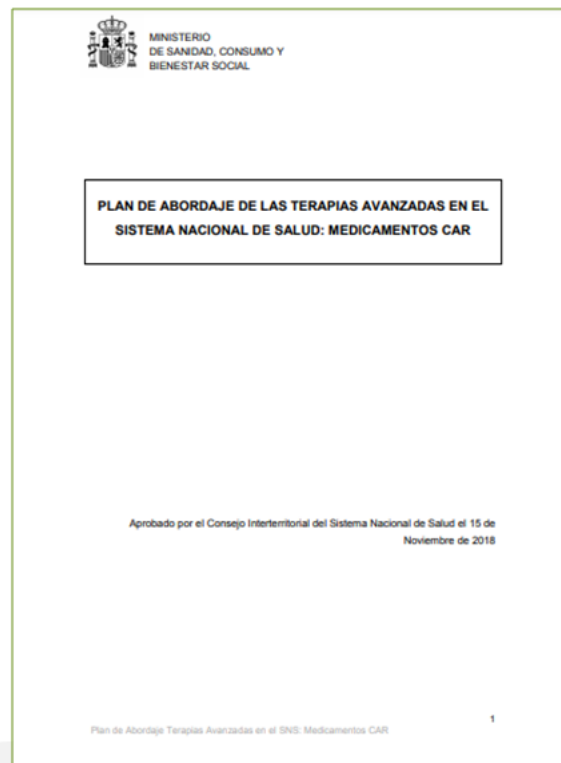 MINISTERIO
DE SANIDAD, CONSUMO Y
BIENESTAR SOCIAL
PLAN DE ABORDAJE DE LAS TERAPIAS AVANZADAS EN EL
SISTEMA NACIONAL DE SALUD: MEDICAMENTOS CAR
Aprobado por el Consejo Interterritorial del Sistema Nacional de Salud el 15 de
Noviembre de 2018
1
Plan de Abordaje Terapias Avanzadas en el SNS: Medicamentos CAR